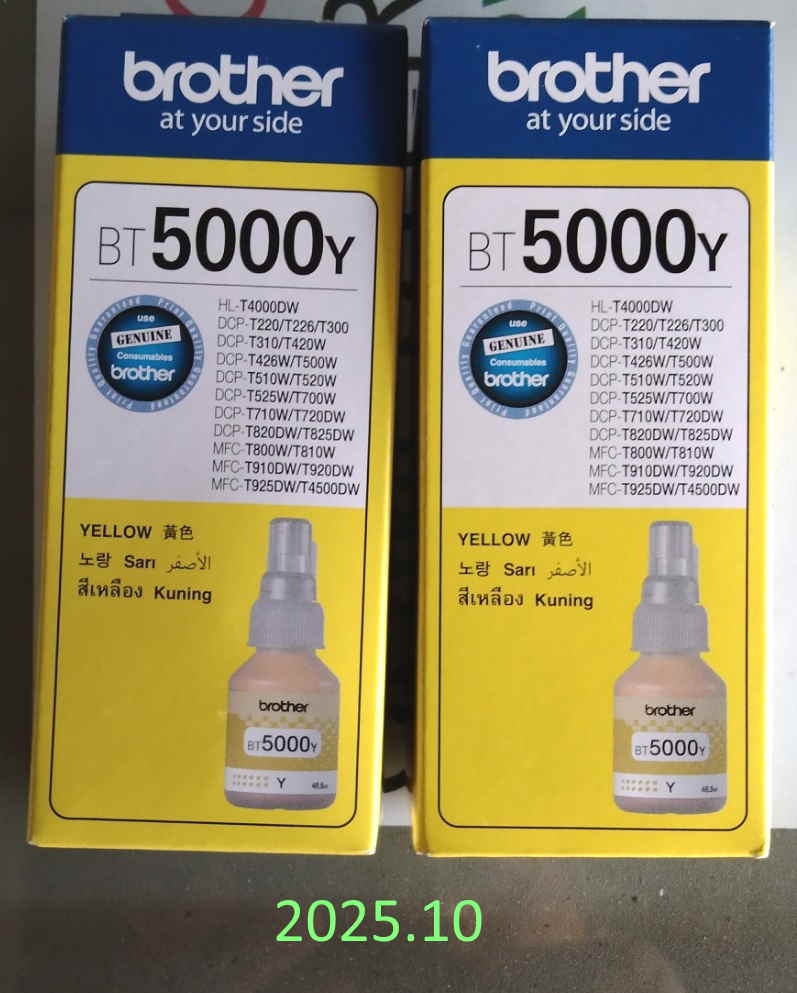 brother
at your side
BT5000Y
Print Quality Guaranteed
use
GENUINE
Consumables
brother
HL-T4000DW
DCP-T220/T226/T300
DCP-T310/T420W
DCP-T426W/T500W
DCP-T510W/T520W
DCP-T525W/T700W
DCP-T710W/T720DW
DCP-T820DW/T825DW
MFC-T800W/T810W
MFC-T910DW/T920DW
MFC-T925DW/T4500DW
YELLOW 黃色
노랑 Sarı الأصفر
สีเหลือง Kuning
brother
BT5000Y
Y
brother
at your side
BT5000Y
Print Quality Guaranteed
use
GENUINE
Consumables
brother
HL-T4000DW
DCP-T220/T226/T300
DCP-T310/T420W
DCP-T426W/T500W
DCP-T510W/T520W
DCP-T525W/T700W
DCP-T710W/T720DW
DCP-T820DW/T825DW
MFC-T800W/T810W
MFC-T910DW/T920DW
MFC-T925DW/T4500DW
YELLOW 黃色
노랑 Sarı الأصفر
สีเหลือง Kuning
brother
BT5000Y
Y
2025.10